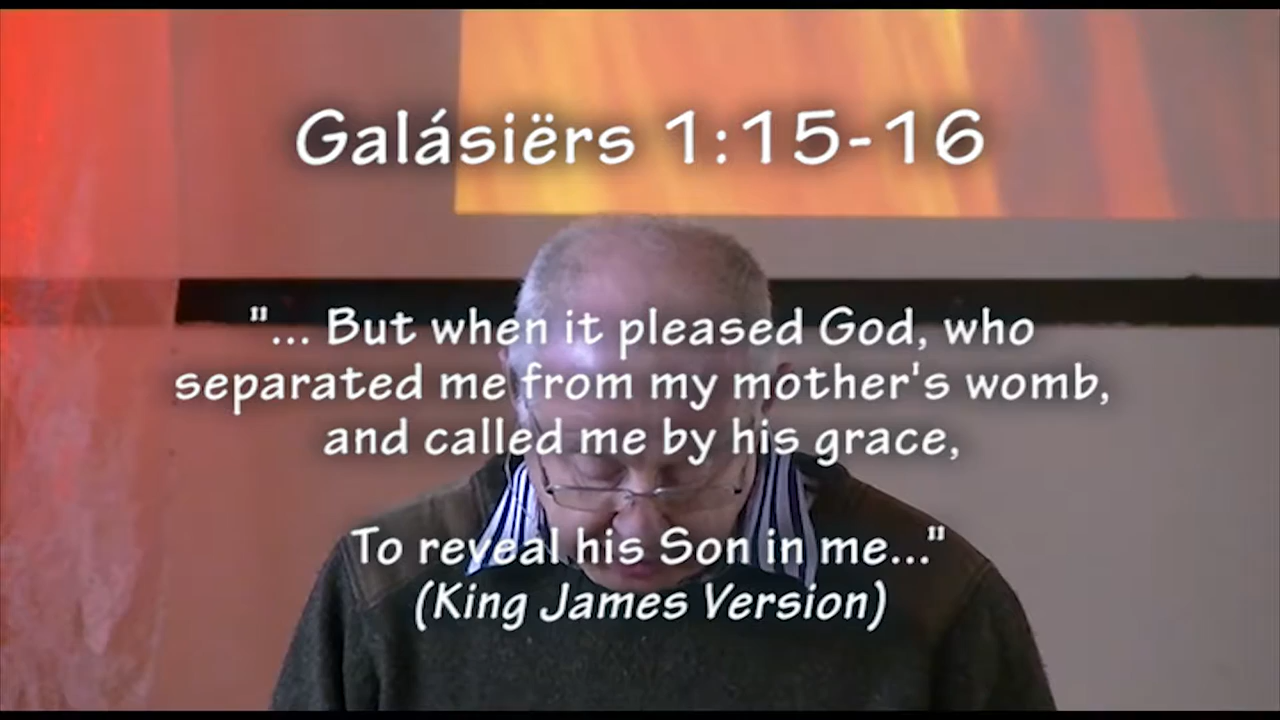 Galásiërs 1:15-16
"... But when it pleased God, who
separated me from my mother's womb,
and called me by his grace,
To reveal his Son in me..."
(King James Version)